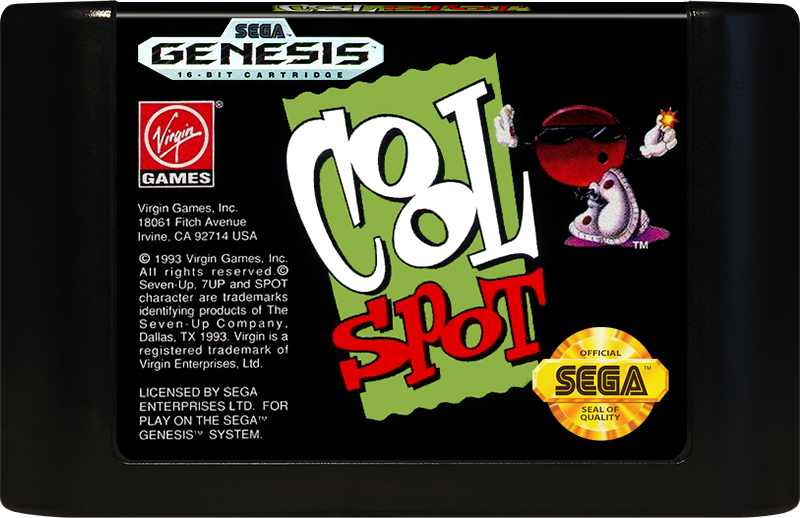 SEGA™
GENESIS
16-BIT CARTRIDGE
Virgin®
GAMES
COOL
SPOT
TM
Virgin Games, Inc.
18061 Fitch Avenue
Irvine, CA 92714 USA
© 1993 Virgin Games, Inc.
All rights reserved.©
Seven-Up, 7UP and SPOT
character are trademarks
identifying products of The
Seven-Up Company,
Dallas, TX 1993. Virgin is a
registered trademark of
Virgin Enterprises, Ltd.
LICENSED BY SEGA
ENTERPRISES LTD. FOR
PLAY ON THE SEGA™
GENESIS™ SYSTEM.
OFFICIAL
SEGA™
SEAL OF
QUALITY